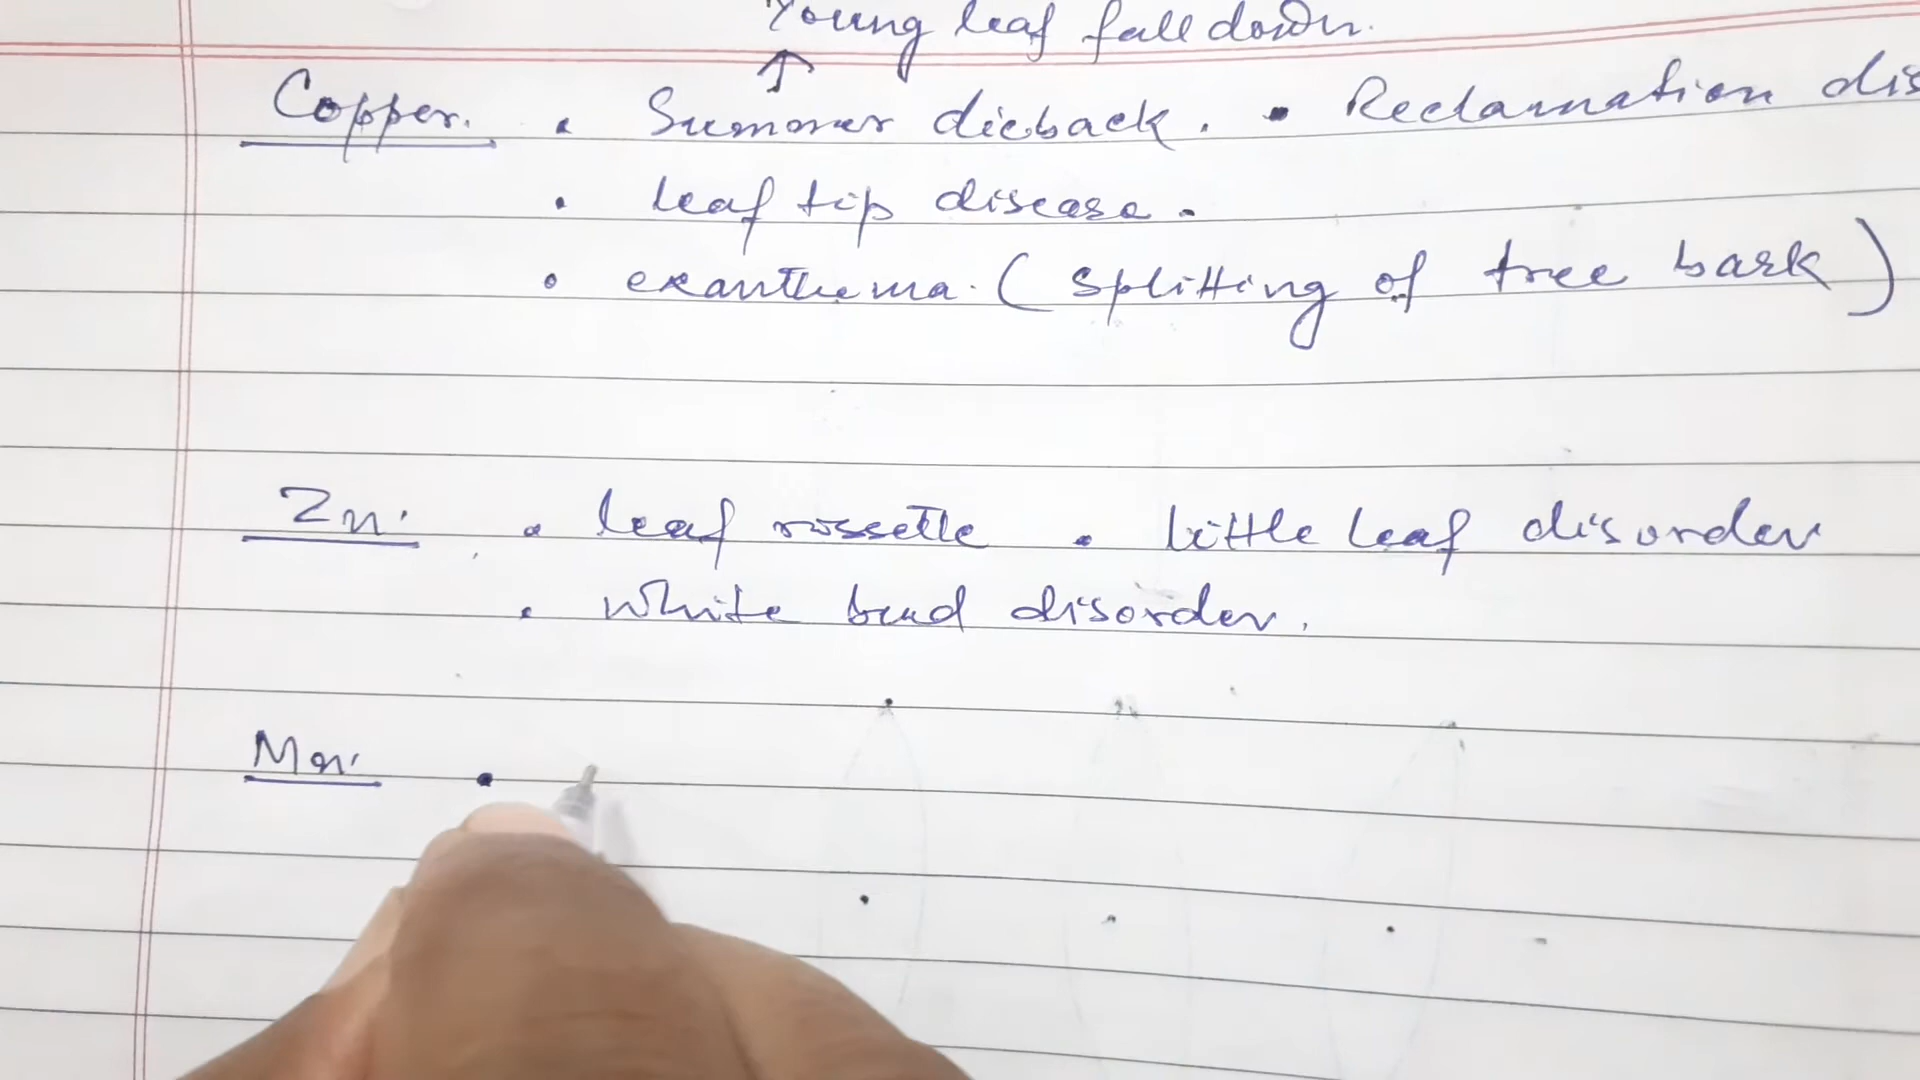 Young leaf fall down.
Copper. • Summer dieback. • Reclamation dis
• leaf tip disease.
• exanthema. (splitting of tree bark)
Zn. • leaf rossette • little leaf disorder
• white bud disorder.
Mn. •